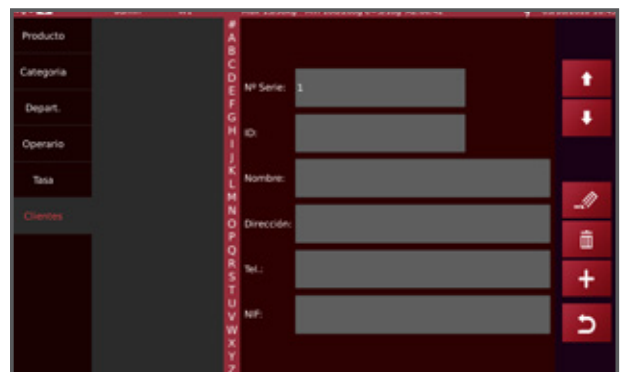 Producto
Categoria
Depart.
Operario
Tasa
Clientes
#
A
B
C
D
E
F
G
H
I
J
K
L
M
N
O
P
Q
R
S
T
U
V
W
X
Y
Z
Nº Serie: 1
ID:
Nombre:
Dirección:
Tel.:
NIF: